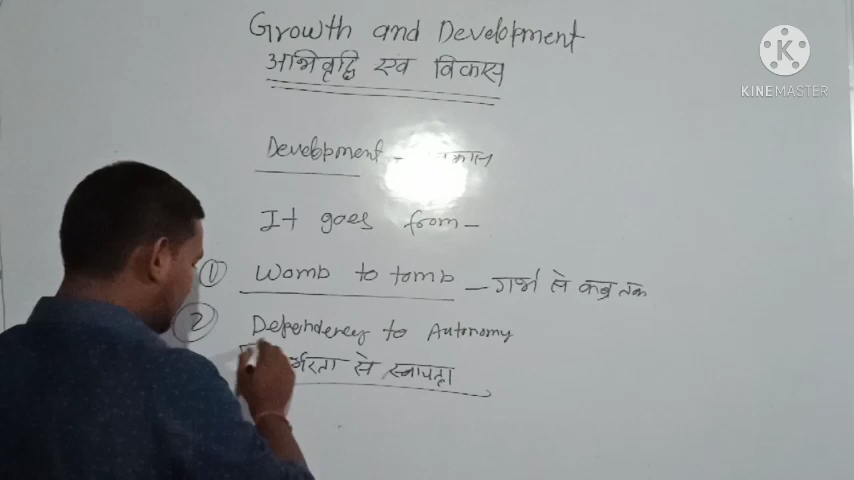 Growth and Development
अभिवृद्धि एव विकास
Development -
It goes from -
① Womb to tomb - गर्भ से कब्र तक
② Dependency to Autonomy
से स्वायत्ता
K
KINEMASTER